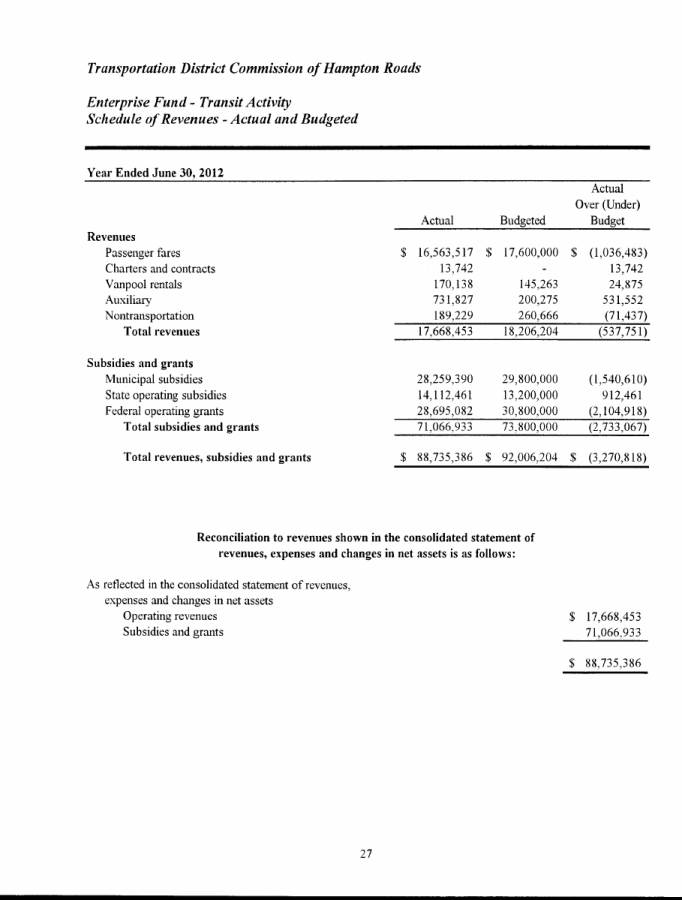 Transportation District Commission of Hampton Roads
Enterprise Fund - Transit Activity
Schedule of Revenues - Actual and Budgeted
Year Ended June 30, 2012
Actual
Over (Under)
Actual Budgeted Budget
Revenues
Passenger fares $ 16,563,517 $ 17,600,000 $ (1,036,483)
Charters and contracts 13,742 - 13,742
Vanpool rentals 170,138 145,263 24,875
Auxiliary 731,827 200,275 531,552
Nontransportation 189,229 260,666 (71,437)
Total revenues 17,668,453 18,206,204 (537,751)
Subsidies and grants
Municipal subsidies 28,259,390 29,800,000 (1,540,610)
State operating subsidies 14,112,461 13,200,000 912,461
Federal operating grants 28,695,082 30,800,000 (2,104,918)
Total subsidies and grants 71,066,933 73,800,000 (2,733,067)
Total revenues, subsidies and grants $ 88,735,386 $ 92,006,204 $ (3,270,818)
Reconciliation to revenues shown in the consolidated statement of
revenues, expenses and changes in net assets is as follows:
As reflected in the consolidated statement of revenues,
expenses and changes in net assets
Operating revenues $ 17,668,453
Subsidies and grants 71,066,933
$ 88,735,386
27